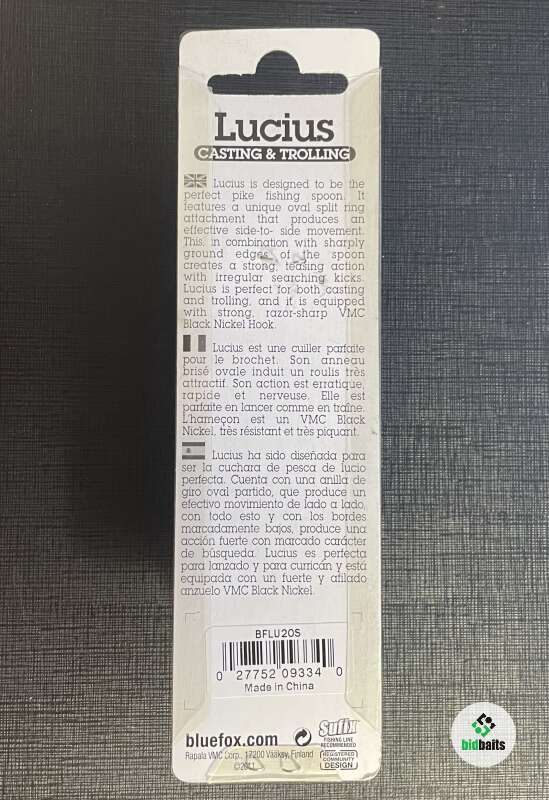 Lucius
CASTING & TROLLING
Lucius is designed to be the
perfect pike fishing spoon. It
features a unique oval split ring
attachment that produces an
effective side-to- side movement.
This, in combination with sharply
ground edges of the spoon
creates a strong, teasing action
with irregular searching kicks.
Lucius is perfect for both casting
and trolling, and it is equipped
with strong, razor-sharp VMC
Black Nickel Hook.
Lucius est une cuiller parfaite
pour le brochet. Son anneau
brisé ovale induit un roulis très
attractif. Son action est erratique,
rapide et nerveuse. Elle est
parfaite en lancer comme en traîne.
L'hameçon est un VMC Black
Nickel, très résistant et très piquant.
Lucius ha sido diseñada para
ser la cuchara de pesca de lucio
perfecta. Cuenta con una anilla de
giro oval partido, que produce un
efectivo movimiento de lado a lado,
con todo esto y con los bordes
marcadamente bajos, produce una
acción fuerte con marcado carácter
de búsqueda. Lucius es perfecta
para lanzado y para curricán y está
equipada con un fuerte y afilado
anzuelo VMC Black Nickel.
BFLU20S
0 27752 09334 0
Made in China
bluefox.com
Sufix
FISHING LINE
RECOMMENDED
Rapala VMC Corp., 17200 Vääksy, Finland
©2011
REGISTERED
COMMUNITY
DESIGN
bidbaits